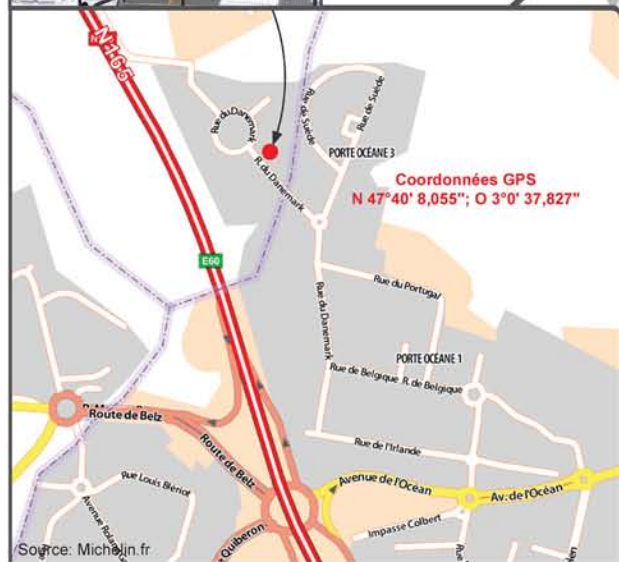 N165
Rue du Danemark
Rue de Suède
Rue de Suède
R. du Danemark
PORTE OCÉANE 3
Coordonnées GPS
N 47°40' 8,055"; O 3°0' 37,827"
E60
Rue du Portugal
Rue du Danemark
PORTE OCÉANE 1
Rue de Belgique
R. de Belgique
Route de Belz
Route de Belz
Rue de l'Irlande
Avenue de l'Océan
Av. de l'Océan
Rue Louis Blériot
Impasse Colbert
Quiberon
Source: Michelin.fr